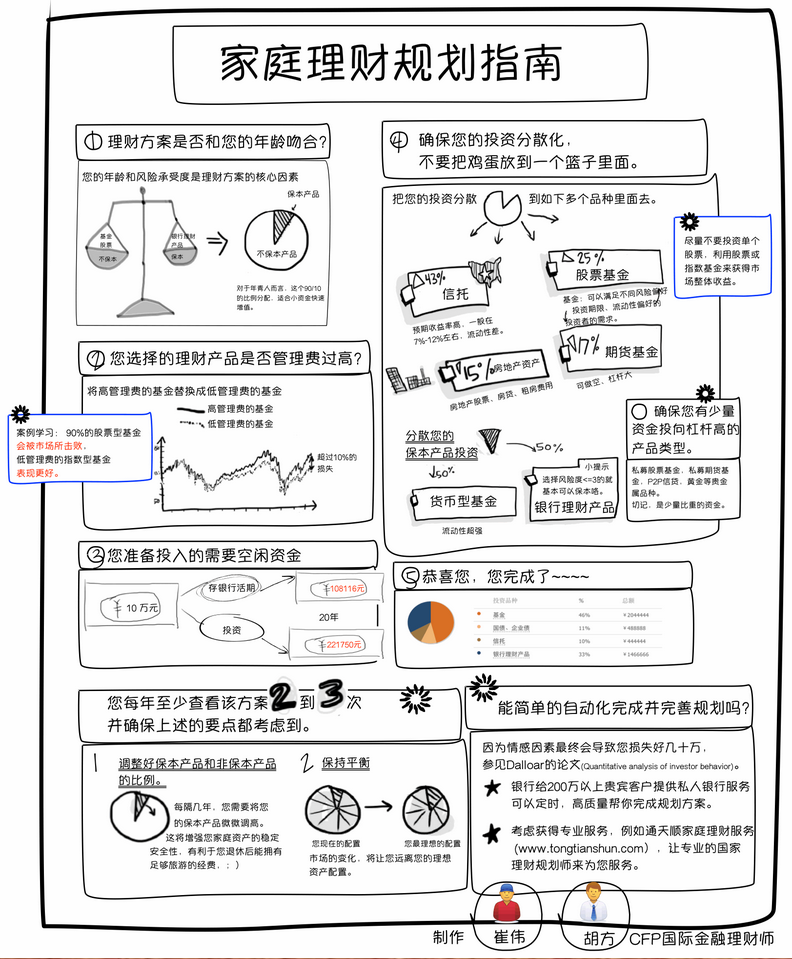 家庭理财规划指南
① 理财方案是否和您的年龄吻合?
您的年龄和风险承受度是理财方案的核心因素
保本产品
基金
股票
不保本
银行理财
产品
保本
不保本产品
对于年青人而言，这个90/10
的比例分配，适合小资金快速
增值。
② 您选择的理财产品是否管理费过高?
将高管理费的基金替换成低管理费的基金
高管理费的基金
低管理费的基金
超过10%的
损失
案例学习： 90%的股票型基金
会被市场所击败，
低管理费的指数型基金
表现更好。
③ 您准备投入的需要空闲资金
¥ 10 万元
存银行活期
投资
¥108116元
20年
¥221750元
④ 确保您的投资分散化，
不要把鸡蛋放到一个篮子里面。
把您的投资分散
到如下多个品种里面去。
43%
信托
预期收益率高，一般在
7%-12%左右，流动性差。
25%
股票基金
基金：可以满足不同风险偏好
投资期限，流动性偏好的
投资者的需求。
尽量不要投资单个
股票，利用股票或
指数基金来获得市
场整体收益。
15% 房地产资产
房地产股票、房贷、租房费用
17% 期货基金
可做空、杠杆大
确保您有少量
资金投向杠杆高的
产品类型。
私募股票基金，私募期货基
金，P2P信贷，黄金等贵金
属品种。
切记，是少量比重的资金。
分散您的
保本产品投资
50%
50%
货币型基金
流动性超强
小提示
选择风险度<=3的就
基本可以保本咯。
银行理财产品
⑤ 恭喜您，您完成了~~~~
投资品种 % 总额
基金 46% ¥2044444
国债，企业债 11% ¥488888
信托 10% ¥444444
银行理财产品 33% ¥1466666
您每年至少查看该方案2到3次
并确保上述的要点都考虑到。
1 调整好保本产品和非保本产品
的比例。
每隔几年，您需要将您
的保本产品微微调高。
这将增强您家庭资产的稳定
安全性，有利于您退休后能拥有
足够旅游的经费，: ）
2 保持平衡
您现在的配置
您最理想的配置
市场的变化，将让您远离您的理想
资产配置。
能简单的自动化完成并完善规划吗?
因为情感因素最终会导致您损失好几十万，
参见Dalloar的论文(Quantitative analysis of investor behavior)。
银行给200万以上贵宾客户提供私人银行服务
可以定时，高质量帮你完成规划方案。
考虑获得专业服务，例如通天顺家庭理财服务
（www.tongtianshun.com），让专业的国家
理财规划师来为您服务。
制作 崔伟 胡方 CFP国际金融理财师